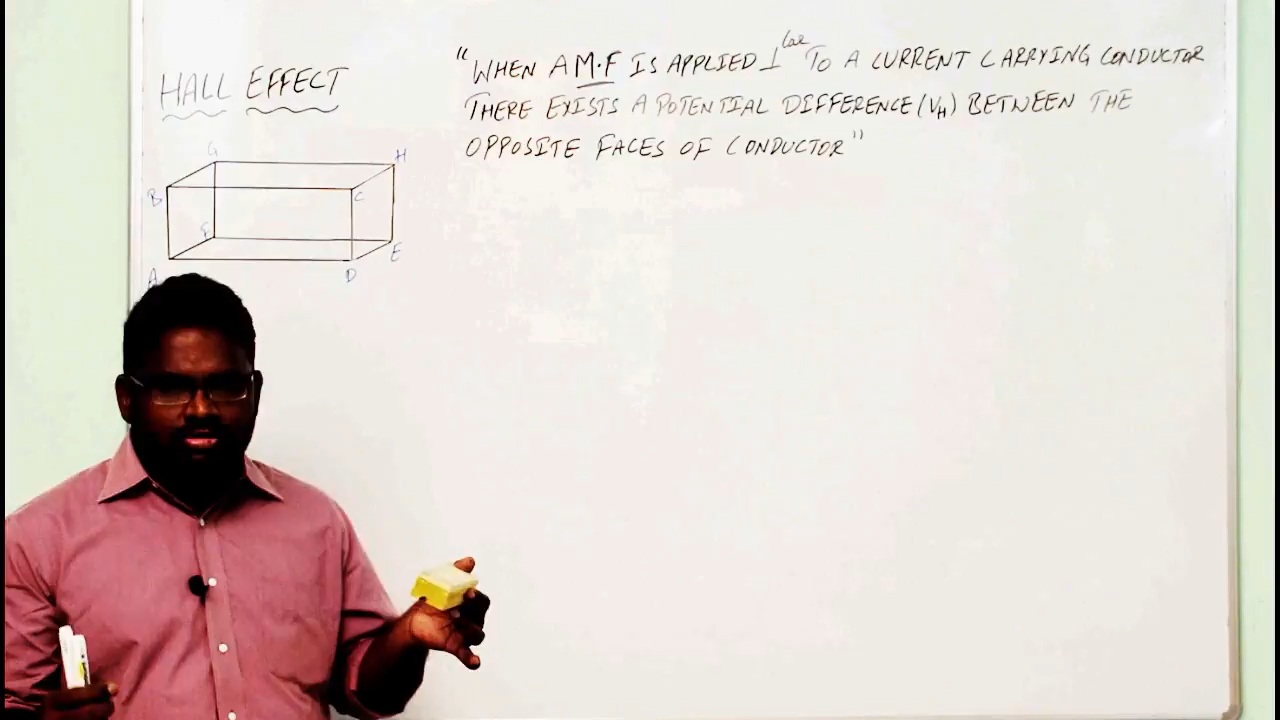 HALL EFFECT
"WHEN A M.F IS APPLIED ⊥lar TO A CURRENT CARRYING CONDUCTOR
THERE EXISTS A POTENTIAL DIFFERENCE (VH) BETWEEN THE
OPPOSITE FACES OF CONDUCTOR"
G H
B C
F E
A D